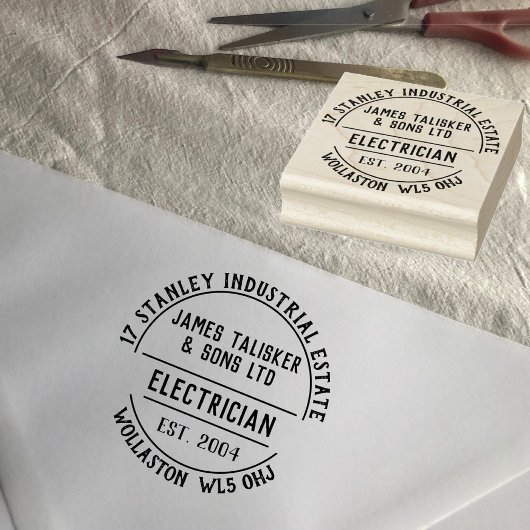 17 STANLEY INDUSTRIAL ESTATE
JAMES TALISKER
& SONS LTD
ELECTRICIAN
EST. 2004
WOLLASTON WL5 0HJ
17 STANLEY INDUSTRIAL ESTATE
JAMES TALISKER
& SONS LTD
ELECTRICIAN
EST. 2004
WOLLASTON WL5 0HJ